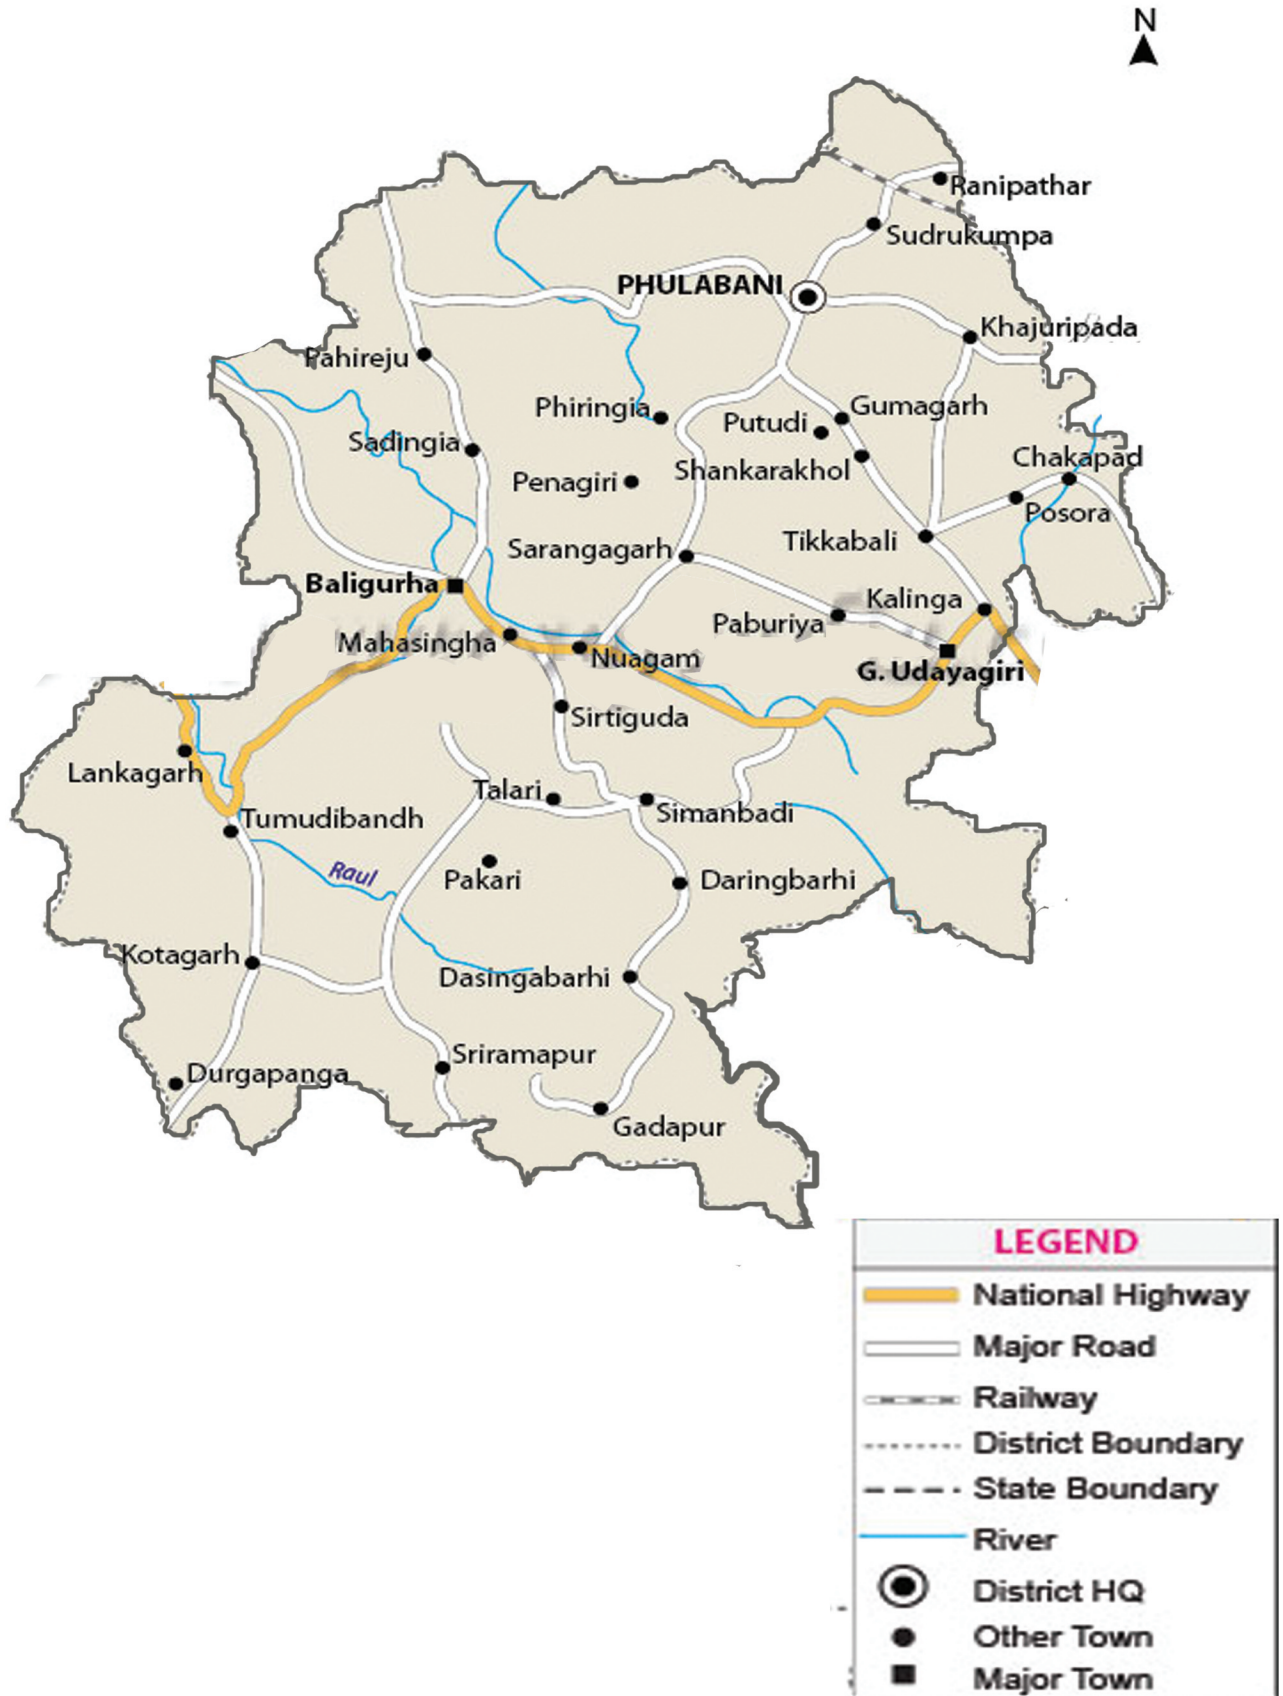 N
Ranipathar
Sudrukumpa
PHULABANI
Khajuripada
Pahireju
Phiringia
Gumagarh
Putudi
Sadingia
Shankarakhol
Chakapad
Penagiri
Posora
Sarangagarh
Tikkabali
Baligurha
Kalinga
Paburiya
Mahasingha
Nuagam
G. Udayagiri
Sirtiguda
Lankagarh
Talari
Simanbadi
Tumudibandh
Raul
Pakari
Daringbarhi
Kotagarh
Dasingabarhi
Sriramapur
Durgapanga
Gadapur
LEGEND
National Highway
Major Road
Railway
District Boundary
State Boundary
River
District HQ
Other Town
Major Town